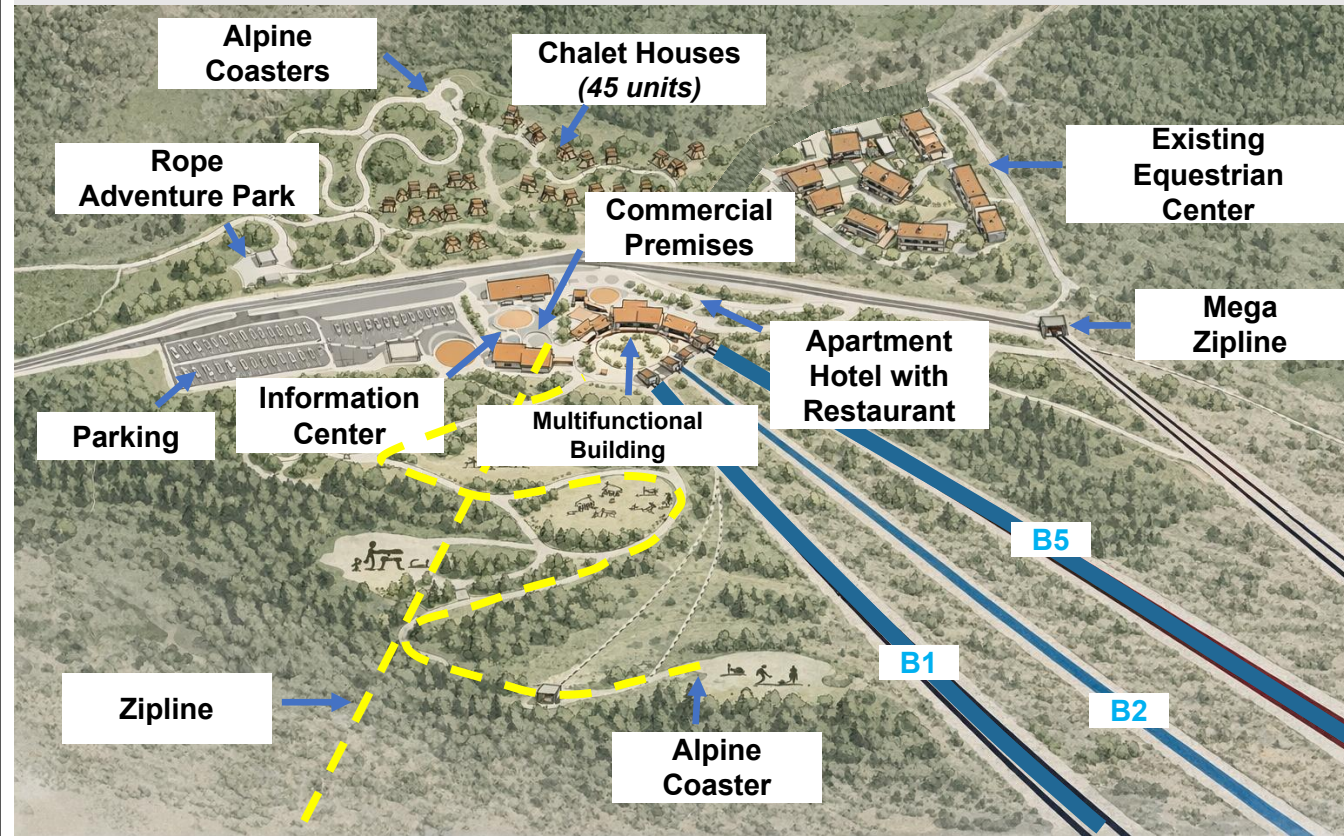 Alpine
Coasters
Chalet Houses
(45 units)
Rope
Adventure Park
Commercial
Premises
Existing
Equestrian
Center
Mega
Zipline
Apartment
Hotel with
Restaurant
Information
Center
Multifunctional
Building
Parking
B5
B1
B2
Zipline
Alpine
Coaster